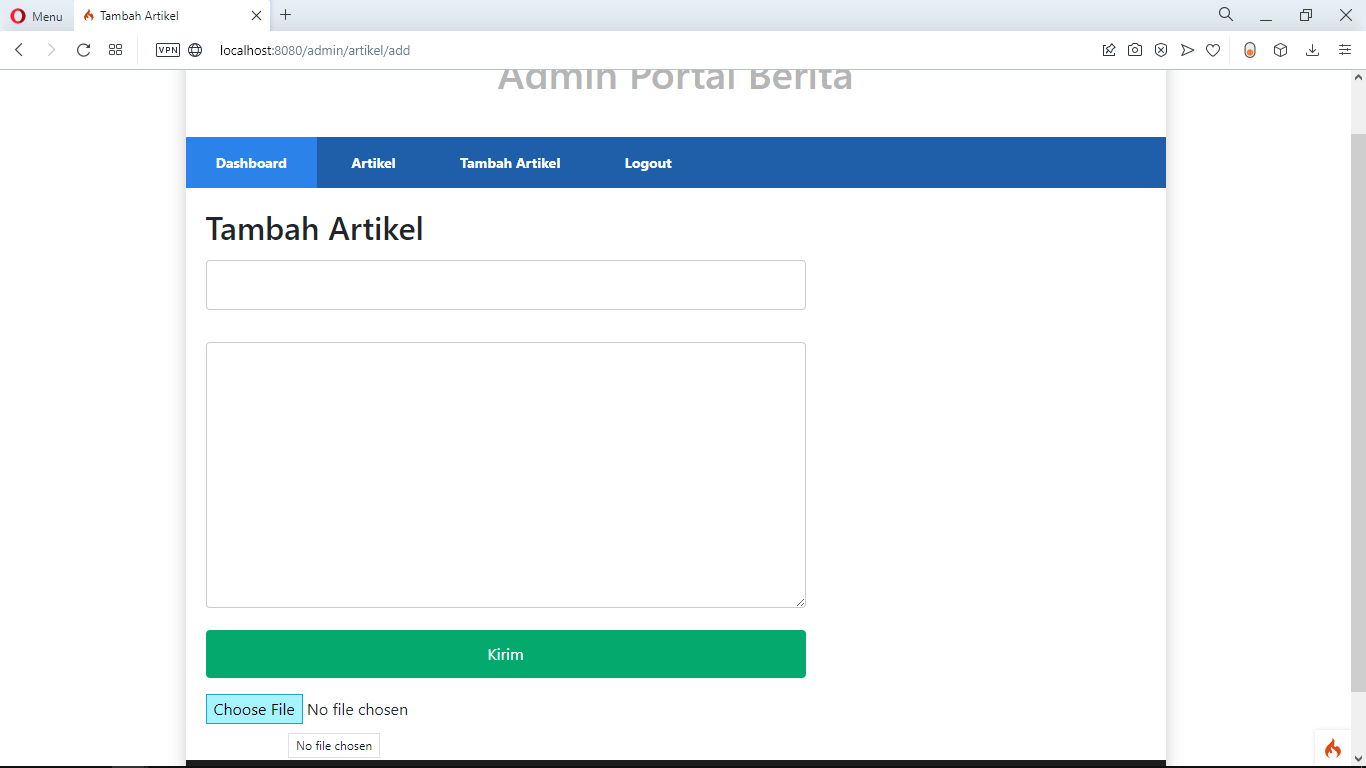 Menu
Tambah Artikel
VPN
localhost:8080/admin/artikel/add
Admin Portal Berita
Dashboard Artikel Tambah Artikel Logout
Tambah Artikel
Kirim
Choose File No file chosen
No file chosen